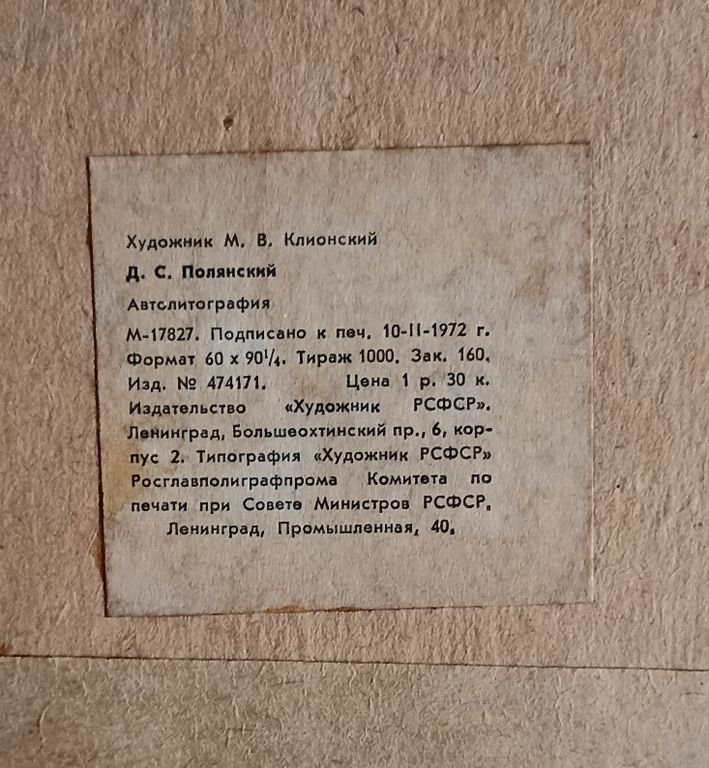 Художник М. В. Клионский
Д. С. Полянский
Автолитография
М-17827. Подписано к печ. 10-II-1972 г.
Формат 60 х 90¹/₄. Тираж 1000. Зак. 160.
Изд. № 474171. Цена 1 р. 30 к.
Издательство «Художник РСФСР».
Ленинград, Большеохтинский пр., 6, кор-
пус 2. Типография «Художник РСФСР»
Росглавполиграфпрома Комитета по
печати при Совете Министров РСФСР.
Ленинград, Промышленная, 40.